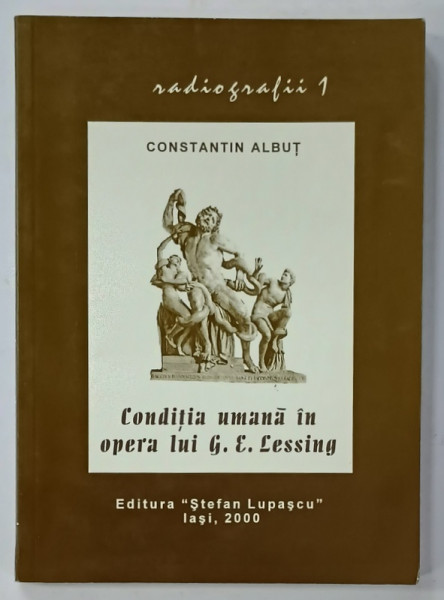 radiografii 1
CONSTANTIN ALBUȚ
Condiția umană în
opera lui G. E. Lessing
Editura “Ștefan Lupașcu”
Iași, 2000